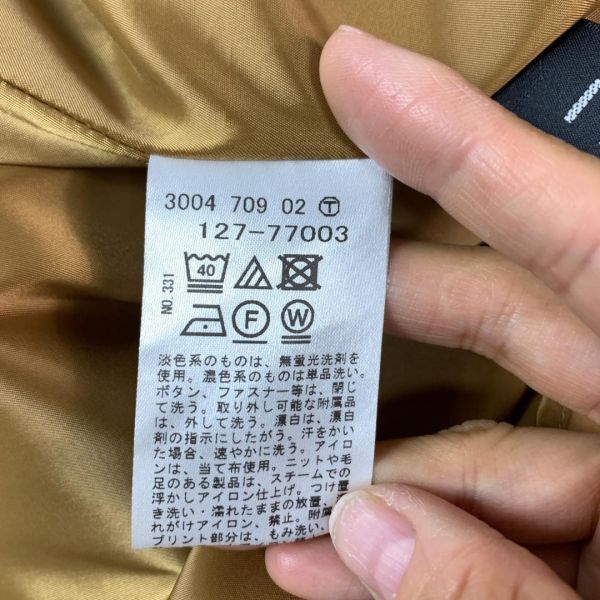 3004 709 02 Ⓣ
127-77003
NO.331
40
F W
淡色系のものは、無蛍光洗剤を
使用。濃色系のものは単品洗い。
ボタン、ファスナー等は、閉じ
て洗う。取り外し可能な附属品
は、外して洗う。漂白は、漂白
剤の指示にしたがう。汗をかい
た場合、速やかに洗う。アイロ
ンは、当て布使用。ニットや毛
足のある製品は、スチームでの
浮かしアイロン仕上げ。つけ置
き洗い・濡れたままの放置、
れがけアイロン、禁止。附属
プリント部分は、もみ洗い、